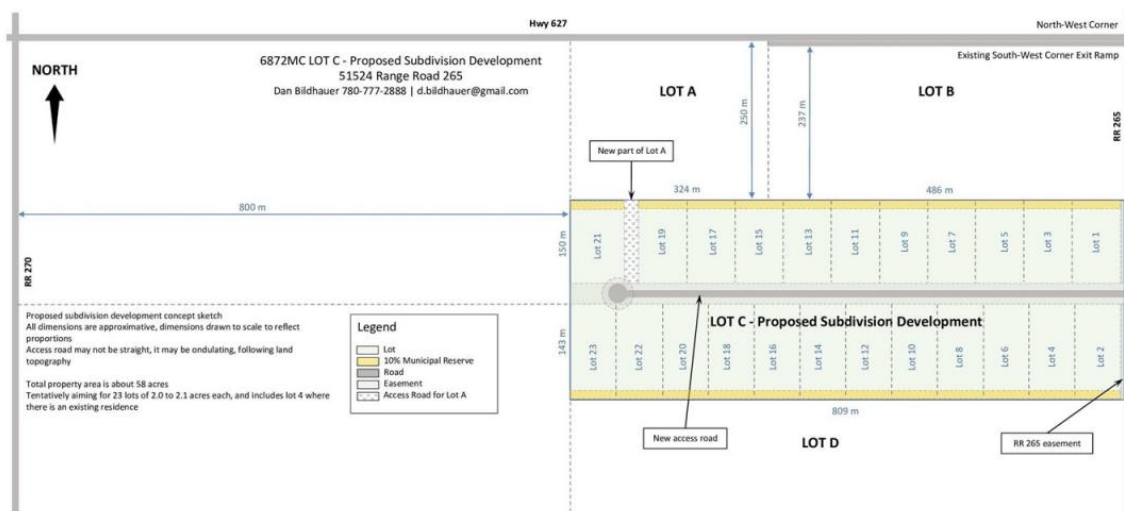 Hwy 627
North-West Corner
6872MC LOT C - Proposed Subdivision Development
51524 Range Road 265
Dan Bildhauer 780-777-2888 | d.bildhauer@gmail.com
NORTH
Existing South-West Corner Exit Ramp
LOT A
LOT B
250 m
237 m
RR 265
New part of Lot A
324 m
486 m
800 m
150 m
Lot 21
Lot 19
Lot 17
Lot 15
Lot 13
Lot 11
Lot 9
Lot 7
Lot 5
Lot 3
Lot 1
RR 270
Proposed subdivision development concept sketch
All dimensions are approximative, dimensions drawn to scale to reflect
proportions
Access road may not be straight, it may be ondulating, following land
topography
Total property area is about 58 acres
Tentatively aiming for 23 lots of 2.0 to 2.1 acres each, and includes lot 4 where
there is an existing residence
Legend
Lot
10% Municipal Reserve
Road
Easement
Access Road for Lot A
LOT C - Proposed Subdivision Development
143 m
Lot 23
Lot 22
Lot 20
Lot 18
Lot 16
Lot 14
Lot 12
Lot 10
Lot 8
Lot 6
Lot 4
Lot 2
809 m
New access road
LOT D
RR 265 easement